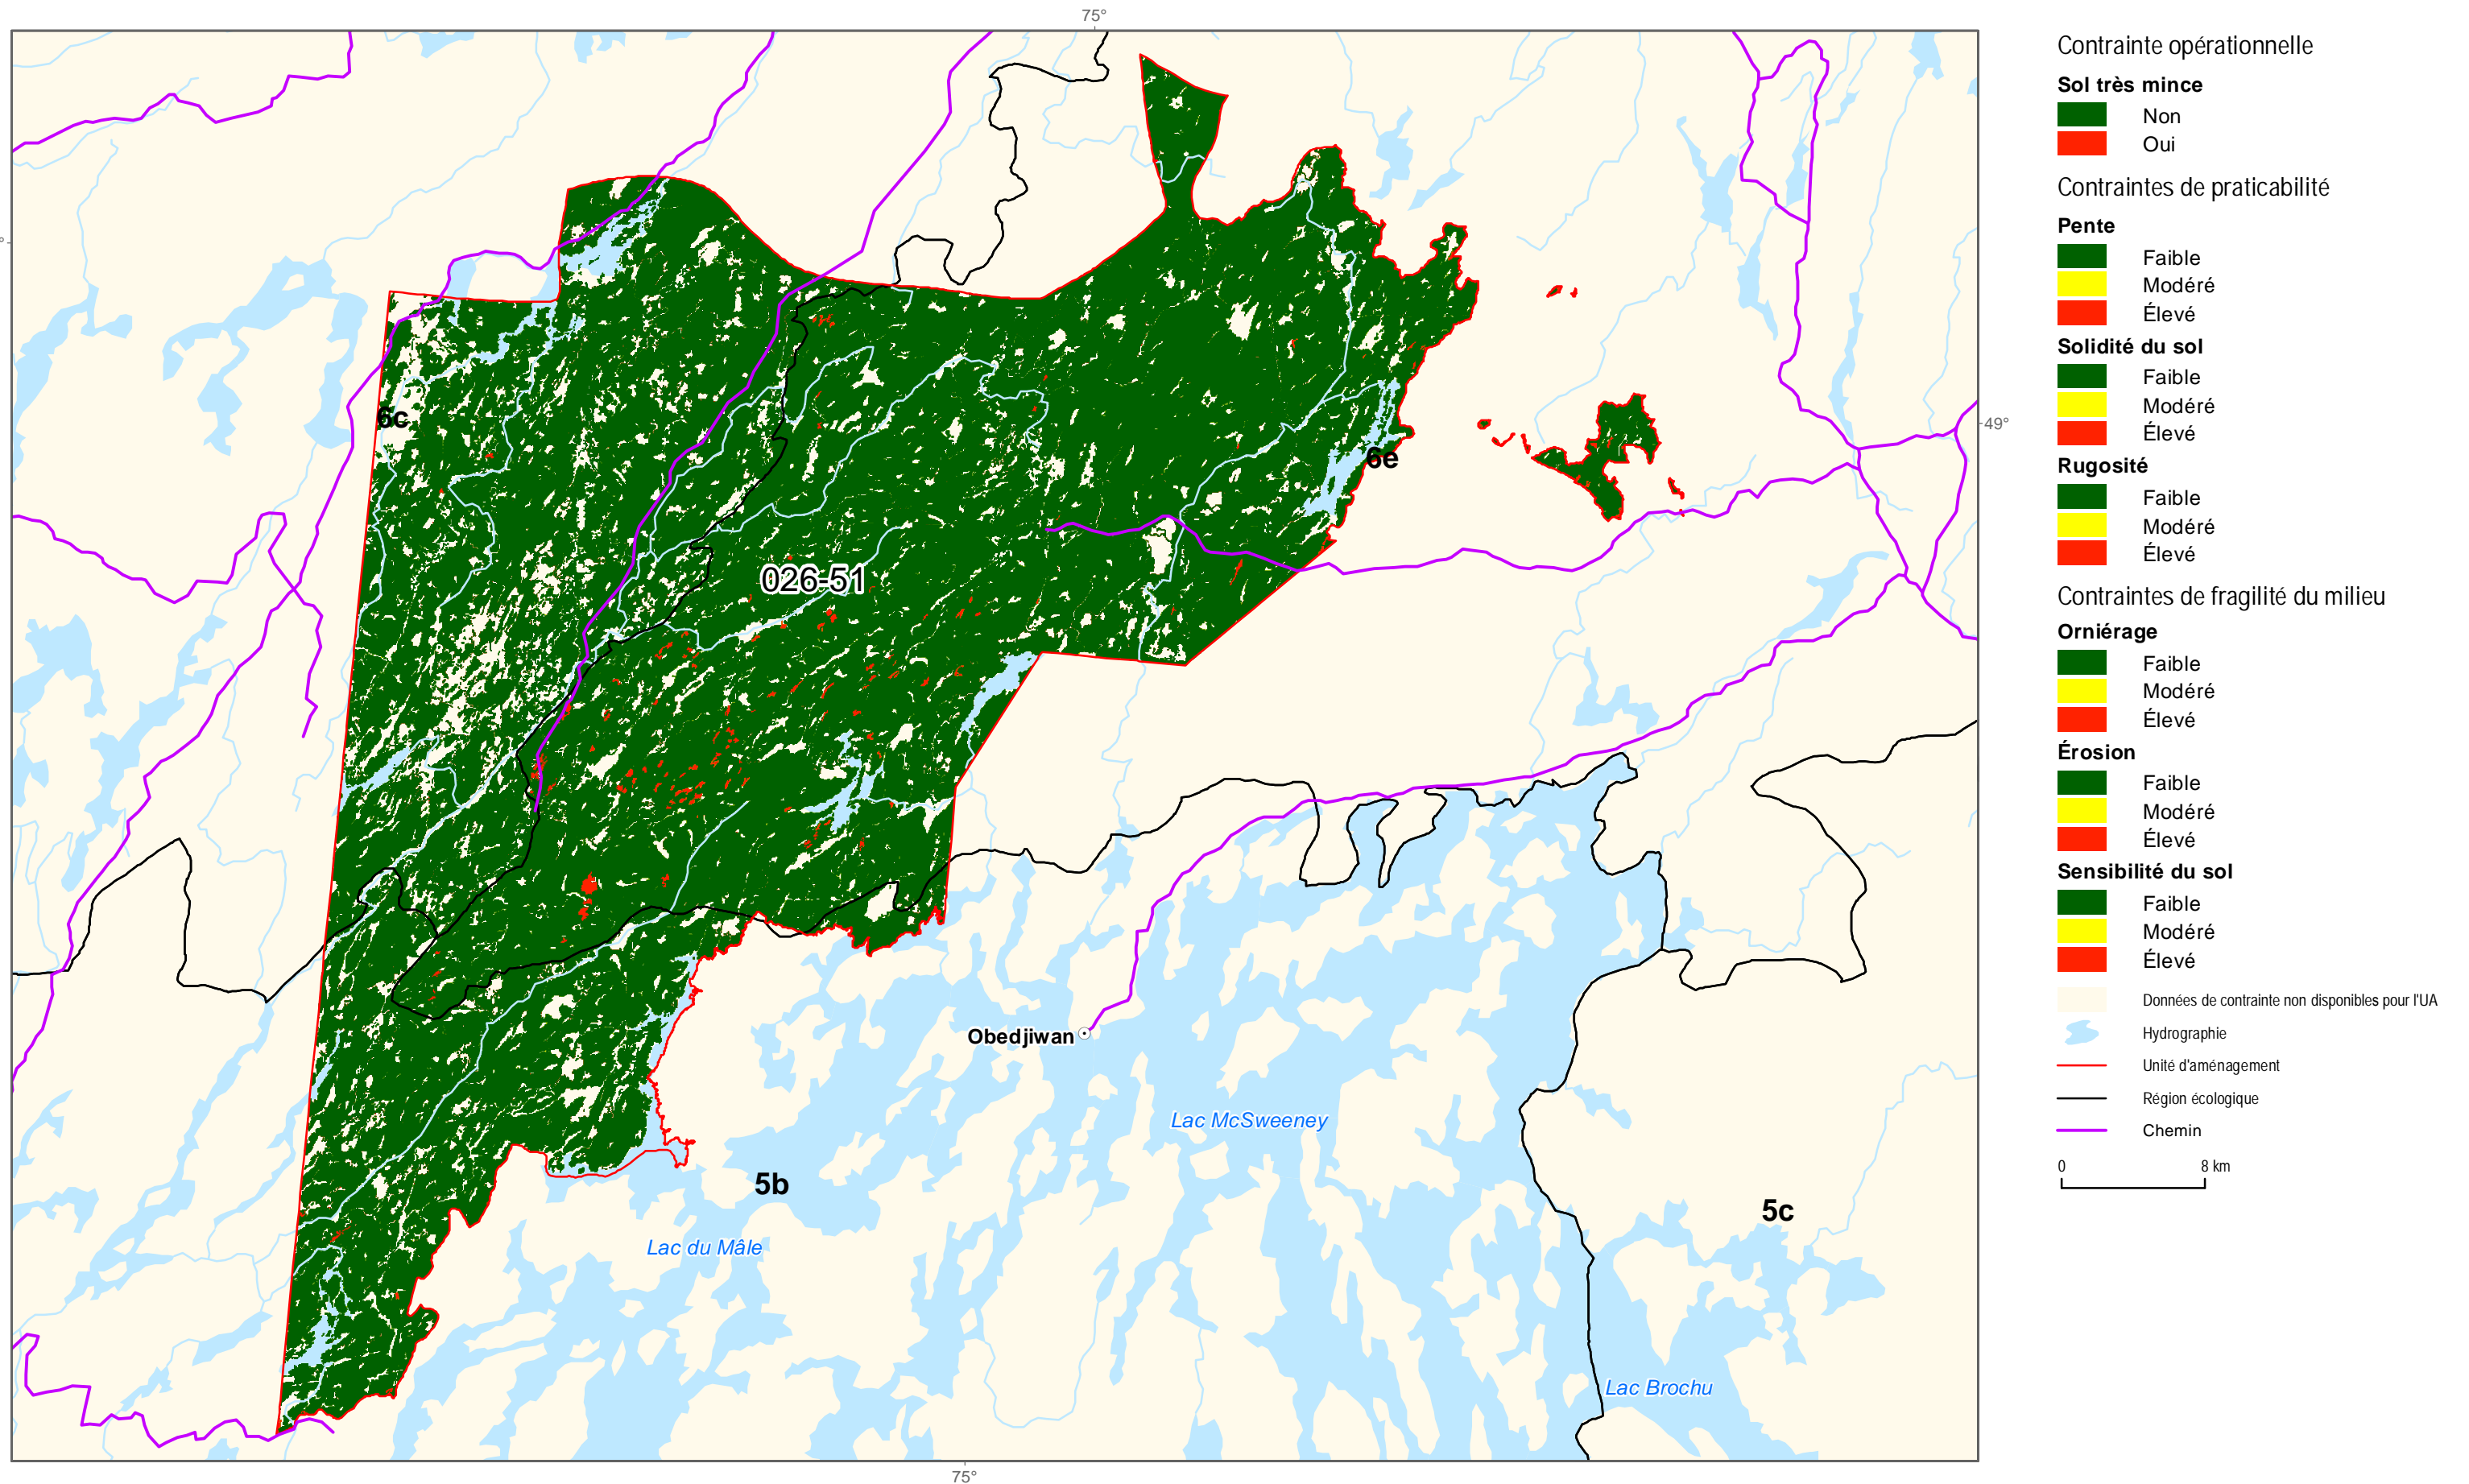 75°
Contrainte opérationnelle
Sol très mince
Non
Oui
Contraintes de praticabilité
Pente
Faible
Modéré
Élevé
Solidité du sol
Faible
Modéré
Élevé
Rugosité
Faible
Modéré
Élevé
Contraintes de fragilité du milieu
Orniérage
Faible
Modéré
Élevé
Érosion
Faible
Modéré
Élevé
Sensibilité du sol
Faible
Modéré
Élevé
Données de contrainte non disponibles pour l'UA
Hydrographie
Unité d'aménagement
Région écologique
Chemin
0 8 km
°
6c
49°
6e
026-51
Obedjiwan
Lac McSweeney
5b
5c
Lac du Mâle
Lac Brochu
75°